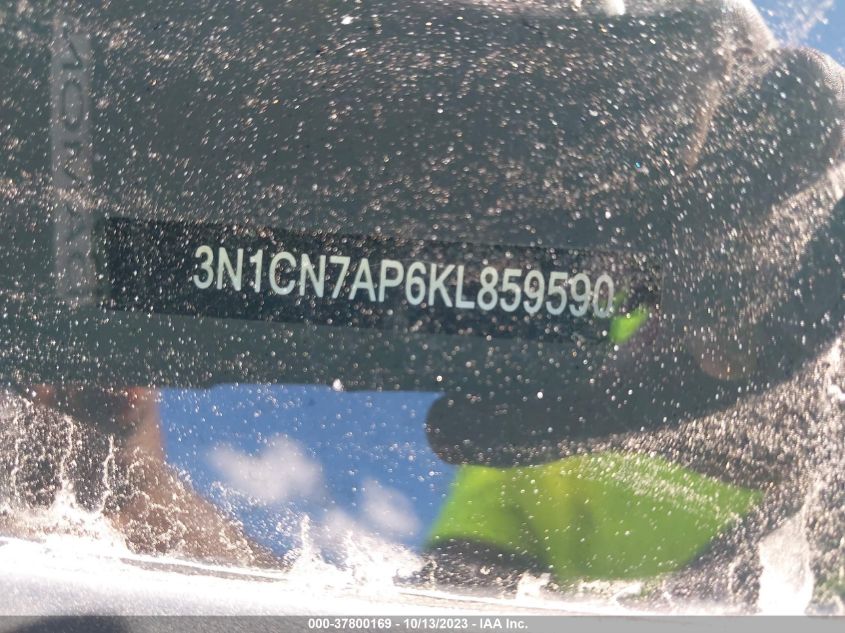 3N1CN7AP6KL859590
000-37800169 - 10/13/2023 - IAA Inc.